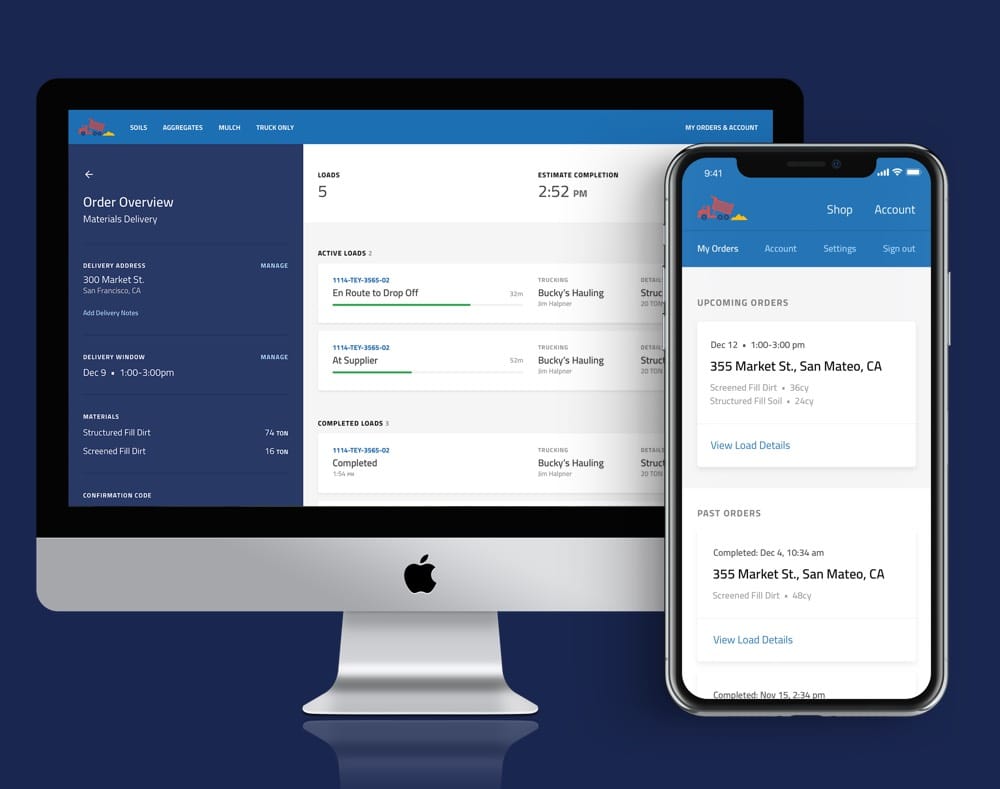 SOILS AGGREGATES MULCH TRUCK ONLY MY ORDERS & ACCOUNT
Order Overview
Materials Delivery
DELIVERY ADDRESS MANAGE
300 Market St.
San Francisco, CA
Add Delivery Notes
DELIVERY WINDOW MANAGE
Dec 9 • 1:00-3:00pm
MATERIALS
Structured Fill Dirt 74 TON
Screened Fill Dirt 16 TON
CONFIRMATION CODE
LOADS ESTIMATE COMPLETION
5 2:52 PM
ACTIVE LOADS 2
1114-TEY-3565-02 TRUCKING
En Route to Drop Off 32m Bucky's Hauling Struc
Jim Halpner 20 TON
1114-TEY-3565-02 TRUCKING
At Supplier 52m Bucky's Hauling Struct
Jim Halpner 20 TON
COMPLETED LOADS 3
1114-TEY-3565-02 TRUCKING
Completed Bucky's Hauling Struct
1:54 PM Jim Halpner 20 TON
9:41
Shop Account
My Orders Account Settings Sign out
UPCOMING ORDERS
Dec 12 • 1:00-3:00 pm
355 Market St., San Mateo, CA
Screened Fill Dirt • 36cy
Structured Fill Soil • 24cy
View Load Details
PAST ORDERS
Completed: Dec 4, 10:34 am
355 Market St., San Mateo, CA
Screened Fill Dirt • 48cy
View Load Details
Completed: Nov 15, 2:34 pm